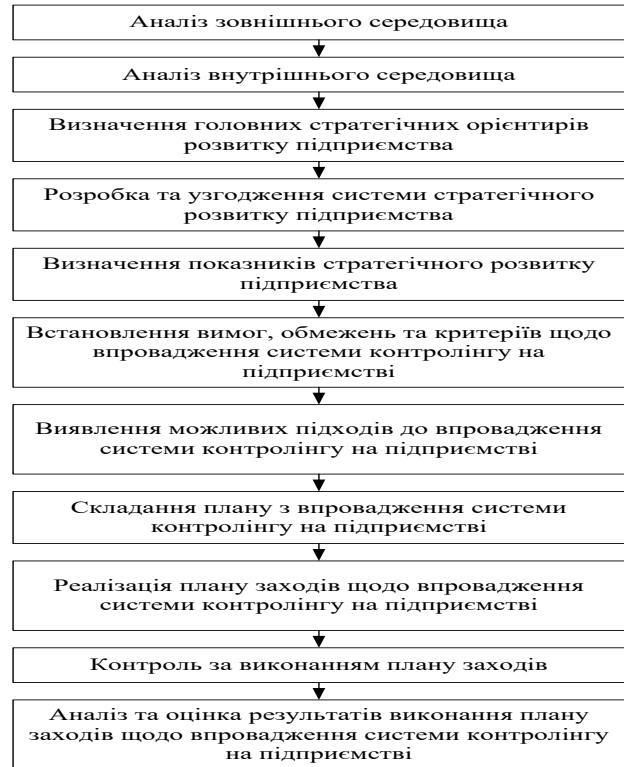 Аналіз зовнішнього середовища
Аналіз внутрішнього середовища
Визначення головних стратегічних орієнтирів
розвитку підприємства
Розробка та узгодження системи стратегічного
розвитку підприємства
Визначення показників стратегічного розвитку
підприємства
Встановлення вимог, обмежень та критеріїв щодо
впровадження системи контролінгу на
підприємстві
Виявлення можливих підходів до впровадження
системи контролінгу на підприємстві
Складання плану з впровадження системи
контролінгу на підприємстві
Реалізація плану заходів щодо впровадження
системи контролінгу на підприємстві
Контроль за виконанням плану заходів
Аналіз та оцінка результатів виконання плану
заходів щодо впровадження системи контролінгу
на підприємстві